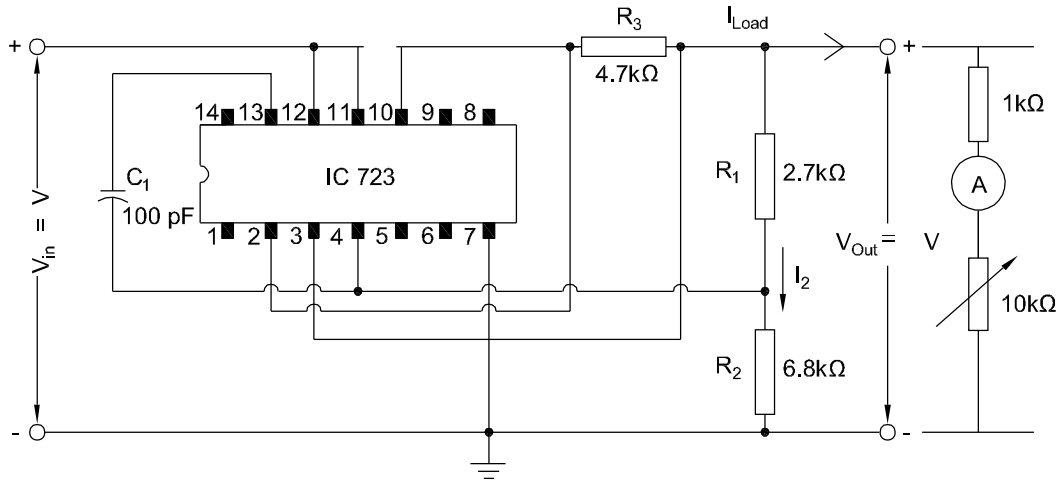 R3 I Load
+ + +
4.7kΩ
14 13 12 11 10 9 8
1kΩ
C1
100 pF
IC 723
R1 2.7kΩ
A
Vin = V
1 2 3 4 5 6 7
VOut = V
I2
10kΩ
R2 6.8kΩ
- - -